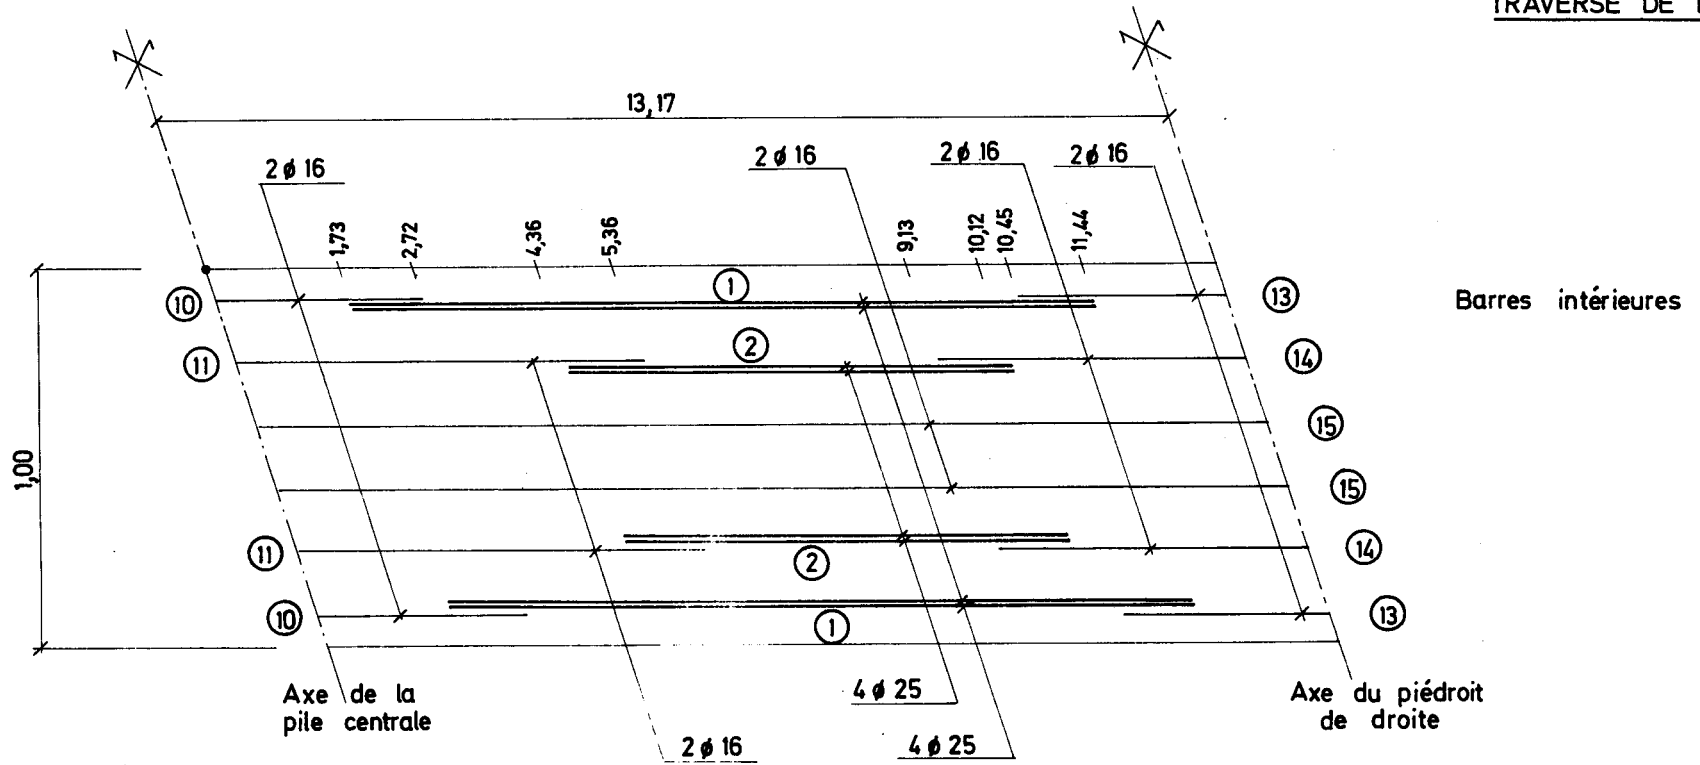 TRAVERSE DE
13,17
2 ø 16
2 ø 16
2 ø 16
2 ø 16
1,73
2,72
4,36
5,36
9,13
10,12
10,45
11,44
1
10
13
Barres intérieures
2
11
14
15
1,00
15
11
14
2
10
13
1
Axe de la
pile centrale
4 ø 25
Axe du piédroit
de droite
2 ø 16
4 ø 25